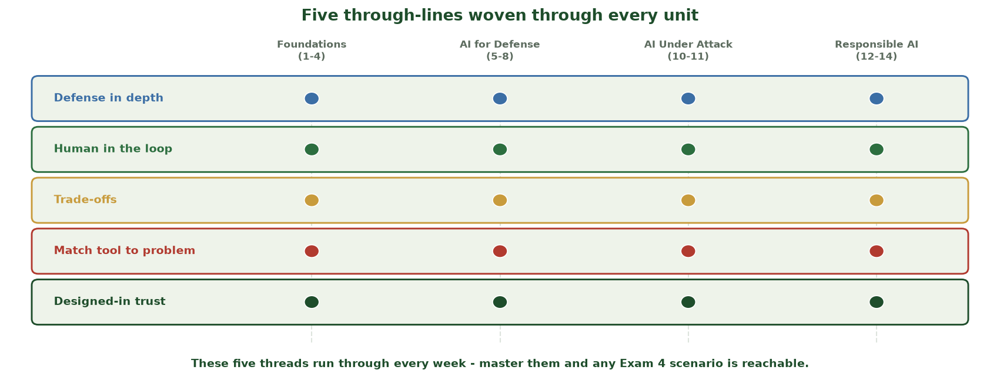 Five through-lines woven through every unit
Foundations
(1-4)
AI for Defense
(5-8)
AI Under Attack
(10-11)
Responsible AI
(12-14)
Defense in depth
Human in the loop
Trade-offs
Match tool to problem
Designed-in trust
These five threads run through every week - master them and any Exam 4 scenario is reachable.